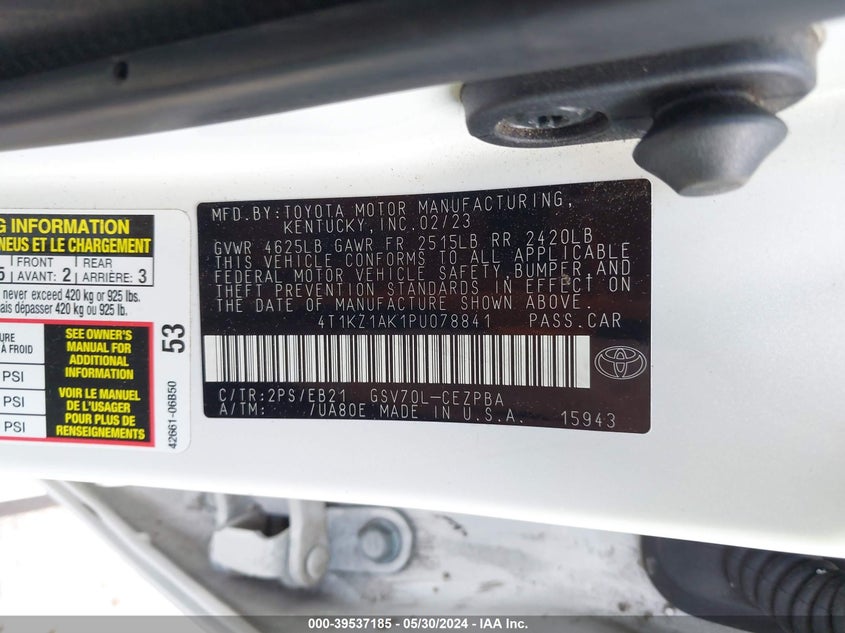 MFD. BY: TOYOTA MOTOR MANUFACTURING,
KENTUCKY, INC. 02/23
GVWR 4625LB GAWR FR 2515LB RR 2420LB
THIS VEHICLE CONFORMS TO ALL APPLICABLE
FEDERAL MOTOR VEHICLE SAFETY, BUMPER, AND
THEFT PREVENTION STANDARDS IN EFFECT ON
THE DATE OF MANUFACTURE SHOWN ABOVE.
4T1KZ1AK1PU078841 PASS. CAR
C/TR: 2PS/EB21 GSV70L-CEZPBA
A/TM: /UA80E MADE IN U.S.A. 15943
INFORMATION
PNEUS ET LE CHARGEMENT
5 FRONT REAR
AVANT: 2 ARRIÈRE: 3
never exceed 420 kg or 925 lbs.
dépasser 420 kg ou 925 lb.
À FROID
PSI
PSI
PSI
SEE OWNER'S
MANUAL FOR
ADDITIONAL
INFORMATION
VOIR LE MANUEL
DE L'USAGER
POUR PLUS DE
RENSEIGNEMENTS
53
42661-06B50
000-39537185 - 05/30/2024 - IAA Inc.